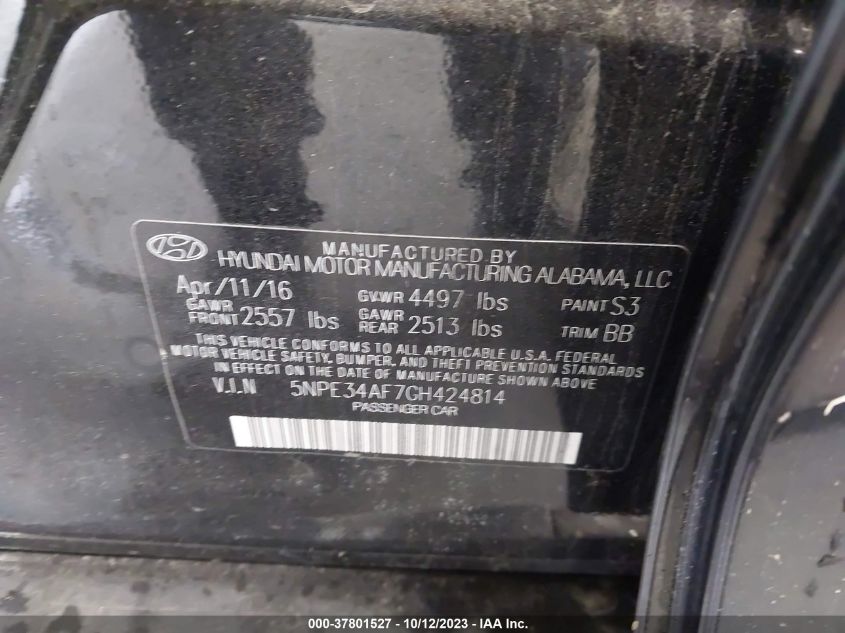 MANUFACTURED BY
HYUNDAI MOTOR MANUFACTURING ALABAMA, LLC
Apr/11/16 GVWR 4497 lbs PAINT S3
GAWR FRONT 2557 lbs GAWR REAR 2513 lbs TRIM BB
THIS VEHICLE CONFORMS TO ALL APPLICABLE U.S.A. FEDERAL
MOTOR VEHICLE SAFETY, BUMPER, AND THEFT PREVENTION STANDARDS
IN EFFECT ON THE DATE OF MANUFACTURE SHOWN ABOVE
V.I.N 5NPE34AF7GH424814
PASSENGER CAR
000-37801527 - 10/12/2023 - IAA Inc.